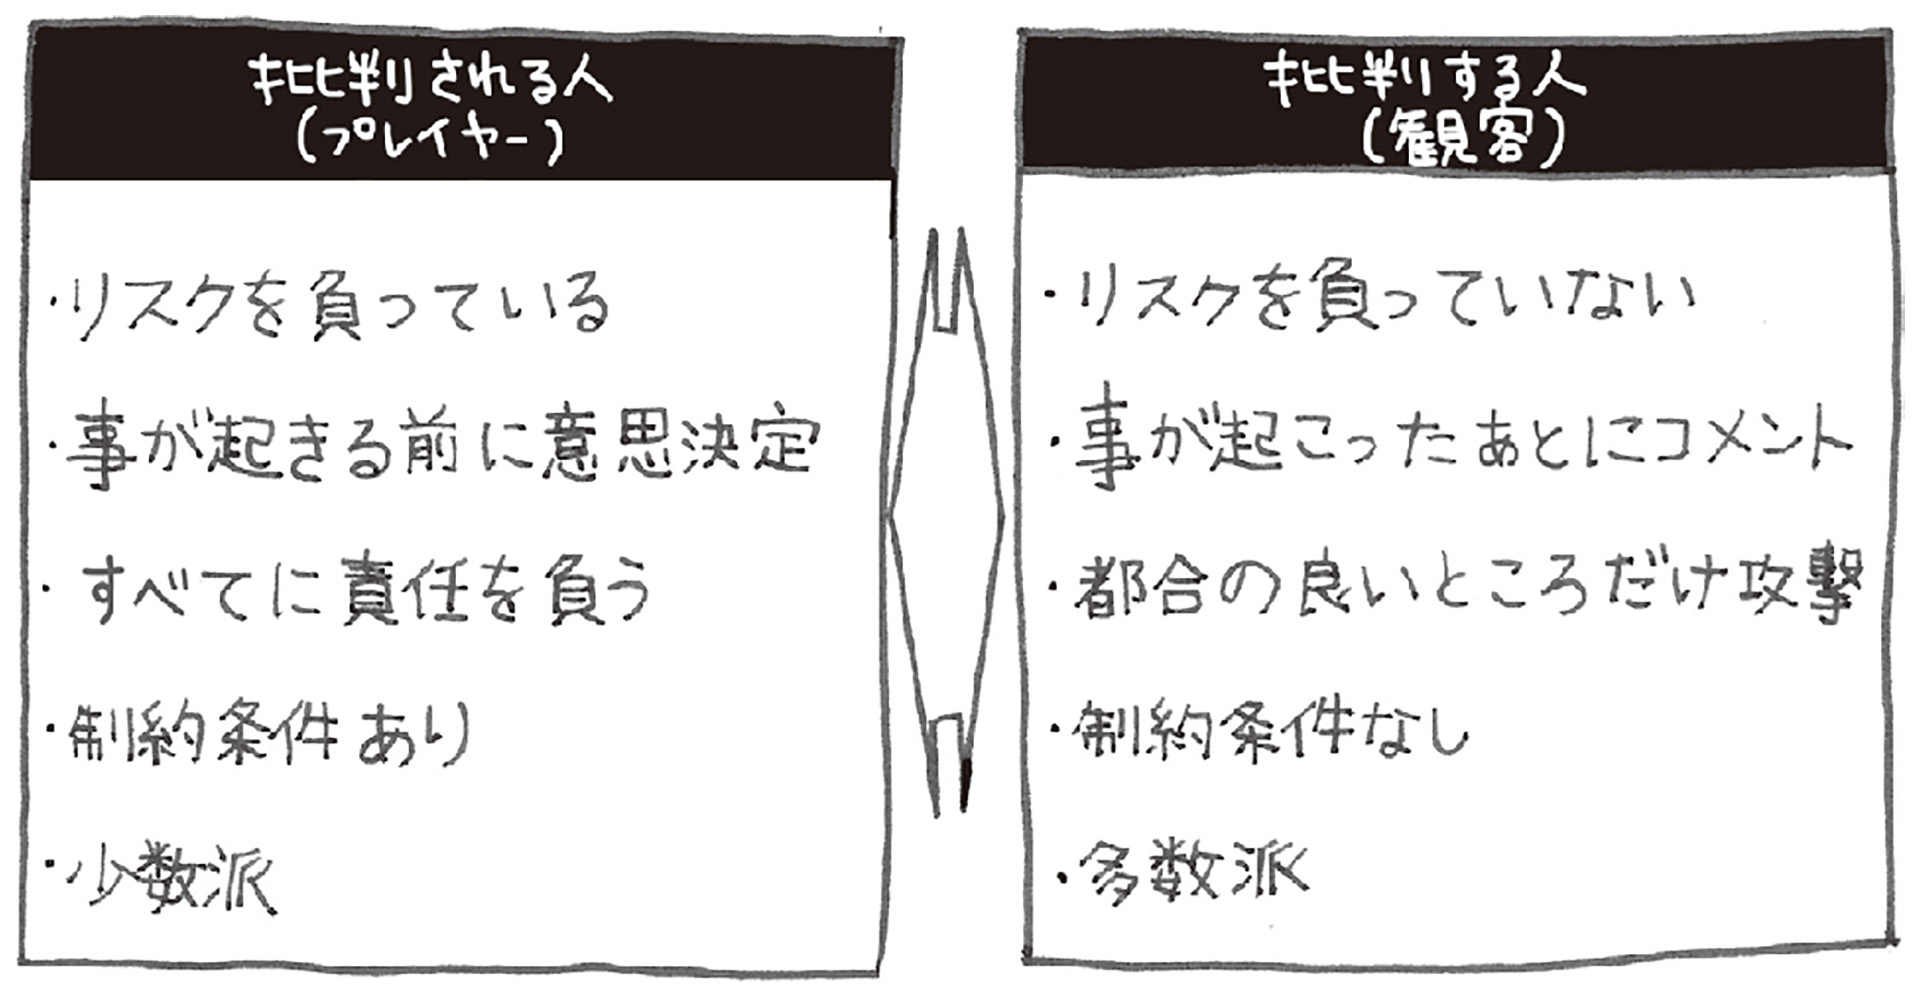 批判される人
(プレイヤー)
・リスクを負っている
・事が起きる前に意思決定
・すべてに責任を負う
・制約条件あり
・少数派
批判する人
(観客)
・リスクを負っていない
・事が起こったあとにコメント
・都合の良いところだけ攻撃
・制約条件なし
・多数派